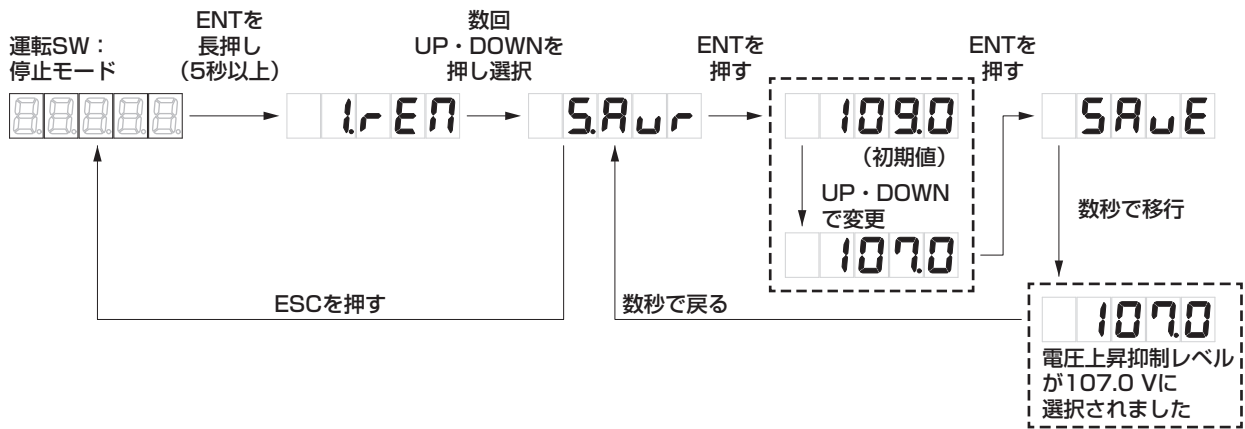 運転SW：
停止モード
ENTを
長押し
（5秒以上）
数回
UP・DOWNを
押し選択
ENTを
押す
ENTを
押す
1.rEM
5.Avr
109.0
（初期値）
UP・DOWN
で変更
107.0
SAvE
数秒で移行
107.0
電圧上昇抑制レベル
が107.0 Vに
選択されました
数秒で戻る
ESCを押す